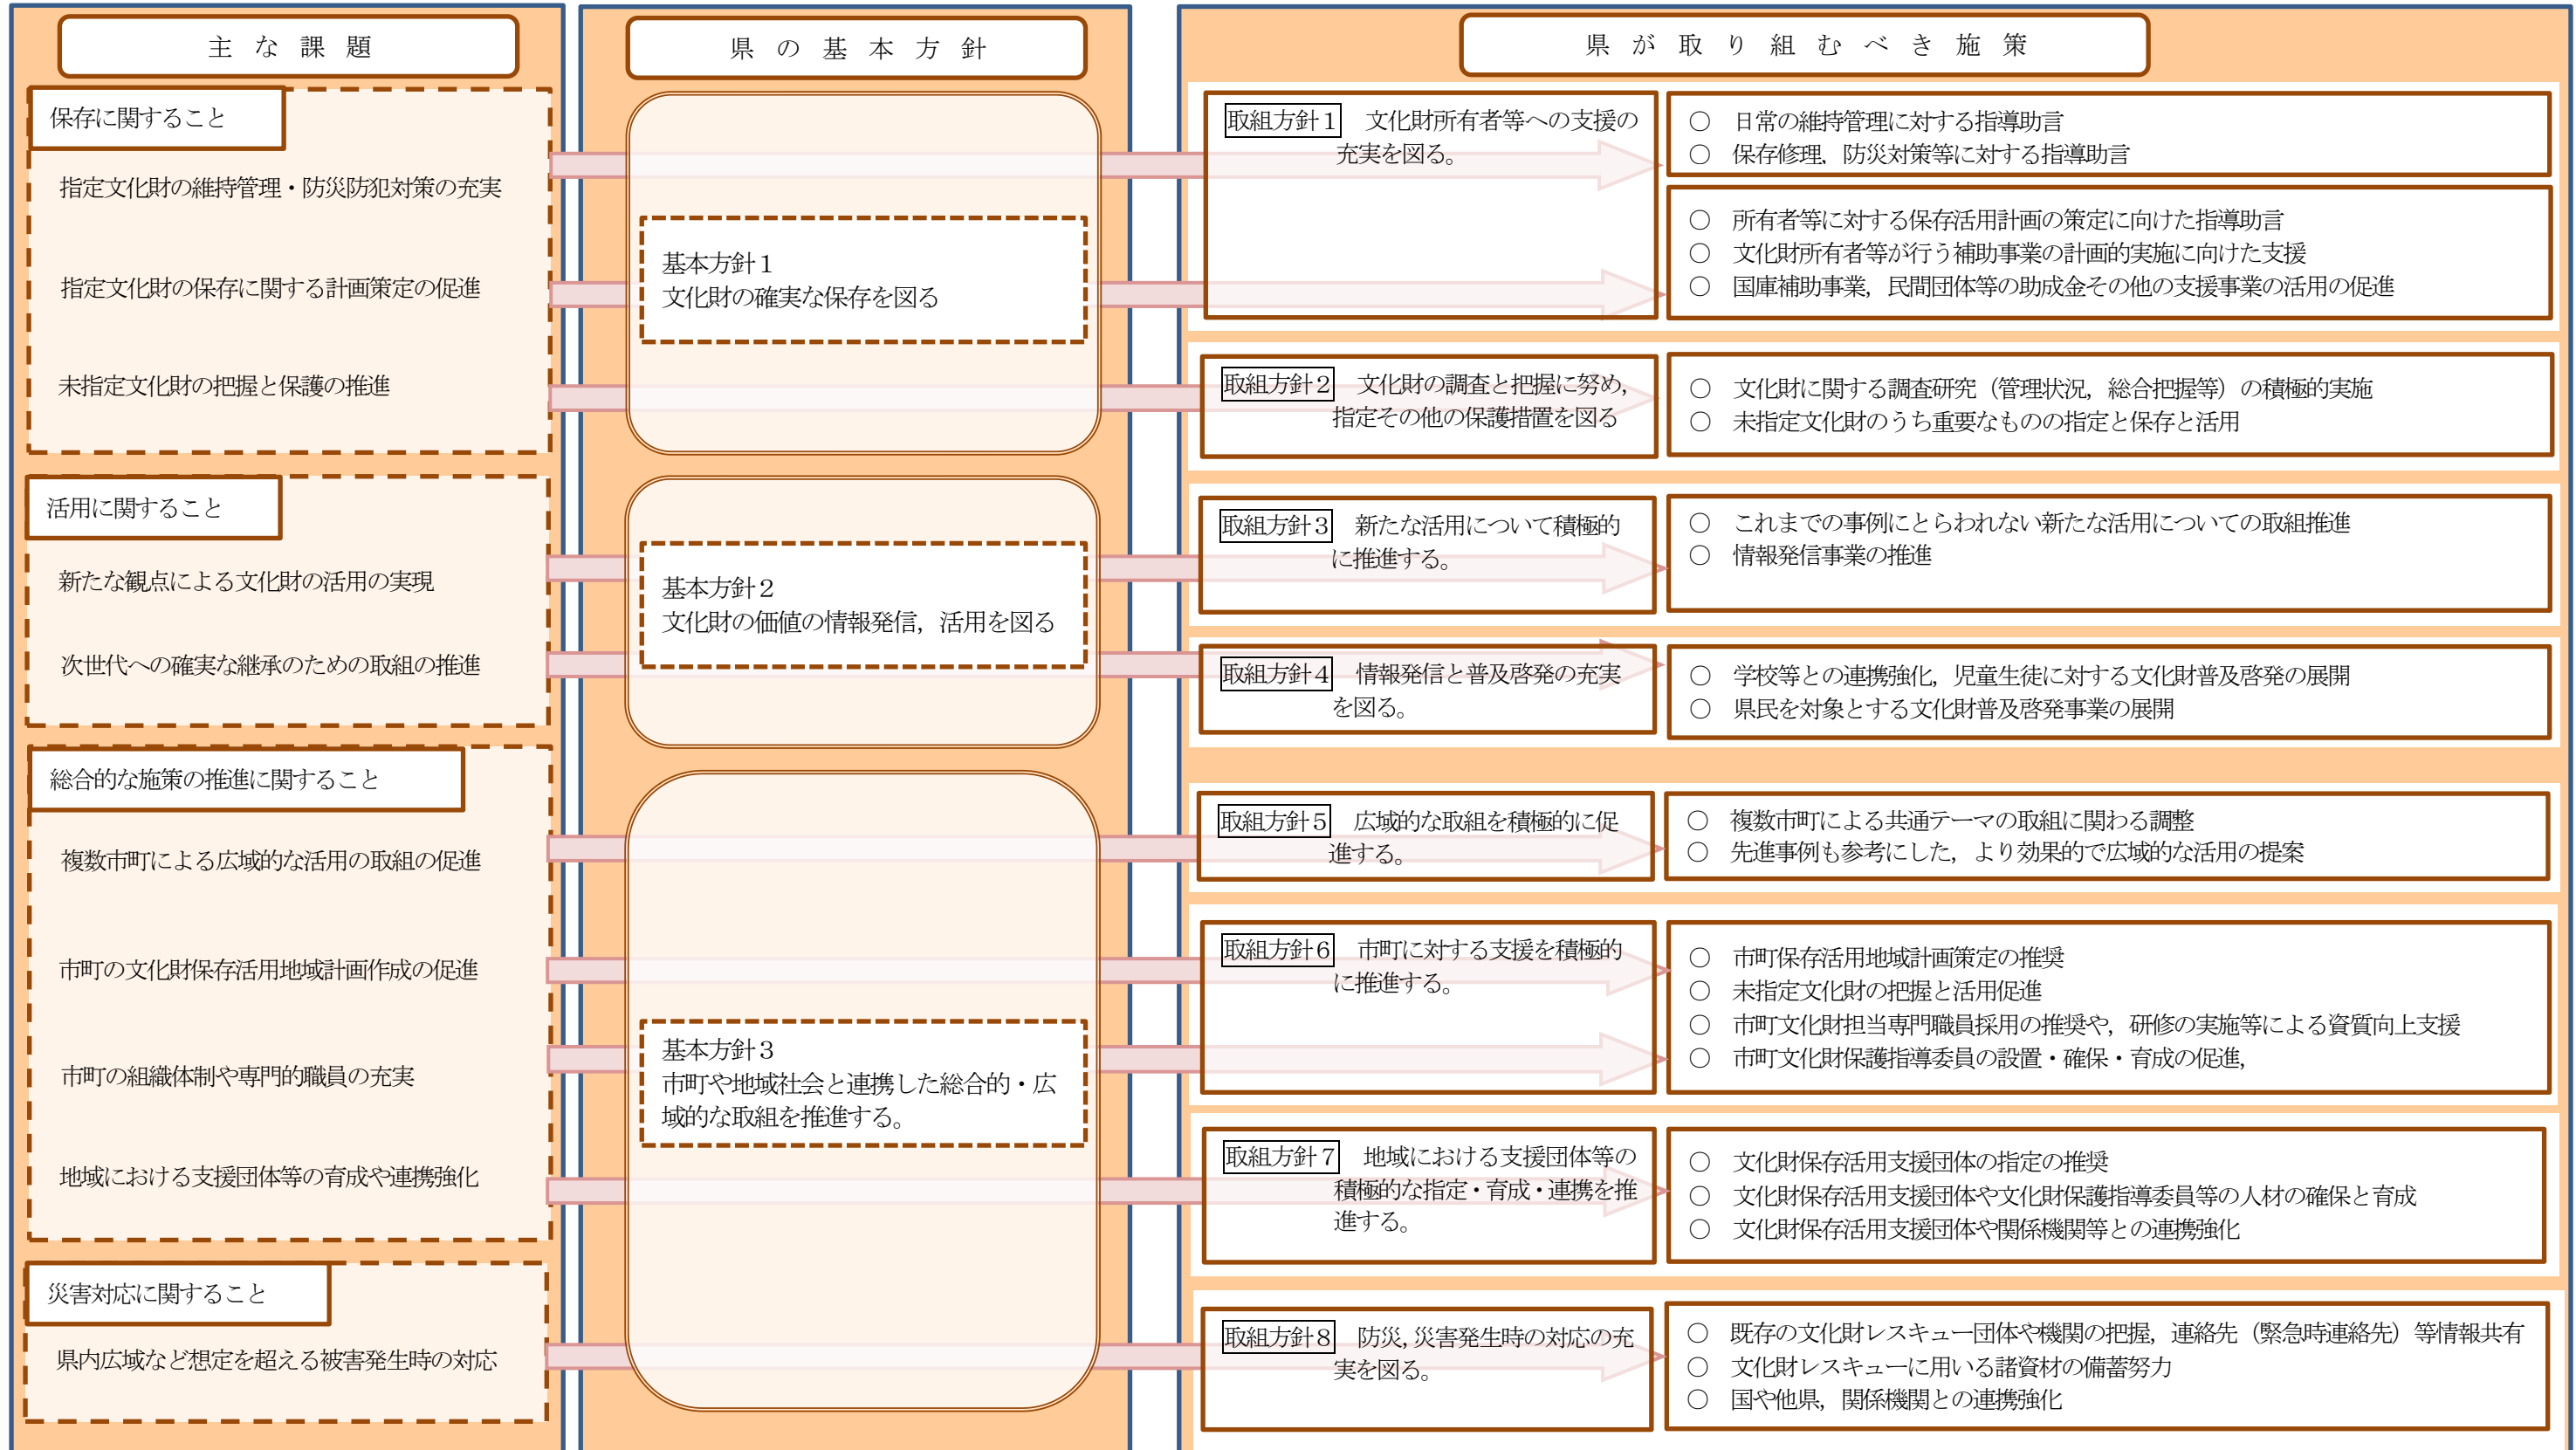 主な課題
保存に関すること
指定文化財の維持管理・防災防犯対策の充実
指定文化財の保存に関する計画策定の促進
未指定文化財の把握と保護の推進
活用に関すること
新たな観点による文化財の活用の実現
次世代への確実な継承のための取組の推進
総合的な施策の推進に関すること
複数市町による広域的な活用の取組の促進
市町の文化財保存活用地域計画作成の促進
市町の組織体制や専門的職員の充実
地域における支援団体等の育成や連携強化
災害対応に関すること
県内広域など想定を超える被害発生時の対応
県の基本方針
基本方針1
文化財の確実な保存を図る
基本方針2
文化財の価値の情報発信，活用を図る
基本方針3
市町や地域社会と連携した総合的・広
域的な取組を推進する。
県が取り組むべき施策
取組方針1　文化財所有者等への支援の
充実を図る。
○　日常の維持管理に対する指導助言
○　保存修理，防災対策等に対する指導助言
○　所有者等に対する保存活用計画の策定に向けた指導助言
○　文化財所有者等が行う補助事業の計画的実施に向けた支援
○　国庫補助事業，民間団体等の助成金その他の支援事業の活用の促進
取組方針2　文化財の調査と把握に努め，
指定その他の保護措置を図る
○　文化財に関する調査研究（管理状況，総合把握等）の積極的実施
○　未指定文化財のうち重要なものの指定と保存と活用
取組方針3　新たな活用について積極的
に推進する。
○　これまでの事例にとらわれない新たな活用についての取組推進
○　情報発信事業の推進
取組方針4　情報発信と普及啓発の充実
を図る。
○　学校等との連携強化，児童生徒に対する文化財普及啓発の展開
○　県民を対象とする文化財普及啓発事業の展開
取組方針5　広域的な取組を積極的に促
進する。
○　複数市町による共通テーマの取組に関わる調整
○　先進事例も参考にした，より効果的で広域的な活用の提案
取組方針6　市町に対する支援を積極的
に推進する。
○　市町保存活用地域計画策定の推奨
○　未指定文化財の把握と活用促進
○　市町文化財担当専門職員採用の推奨や，研修の実施等による資質向上支援
○　市町文化財保護指導委員の設置・確保・育成の促進，
取組方針7　地域における支援団体等の
積極的な指定・育成・連携を推
進する。
○　文化財保存活用支援団体の指定の推奨
○　文化財保存活用支援団体や文化財保護指導委員等の人材の確保と育成
○　文化財保存活用支援団体や関係機関等との連携強化
取組方針8　防災，災害発生時の対応の充
実を図る。
○　既存の文化財レスキュー団体や機関の把握，連絡先（緊急時連絡先）等情報共有
○　文化財レスキューに用いる諸資材の備蓄努力
○　国や他県，関係機関との連携強化